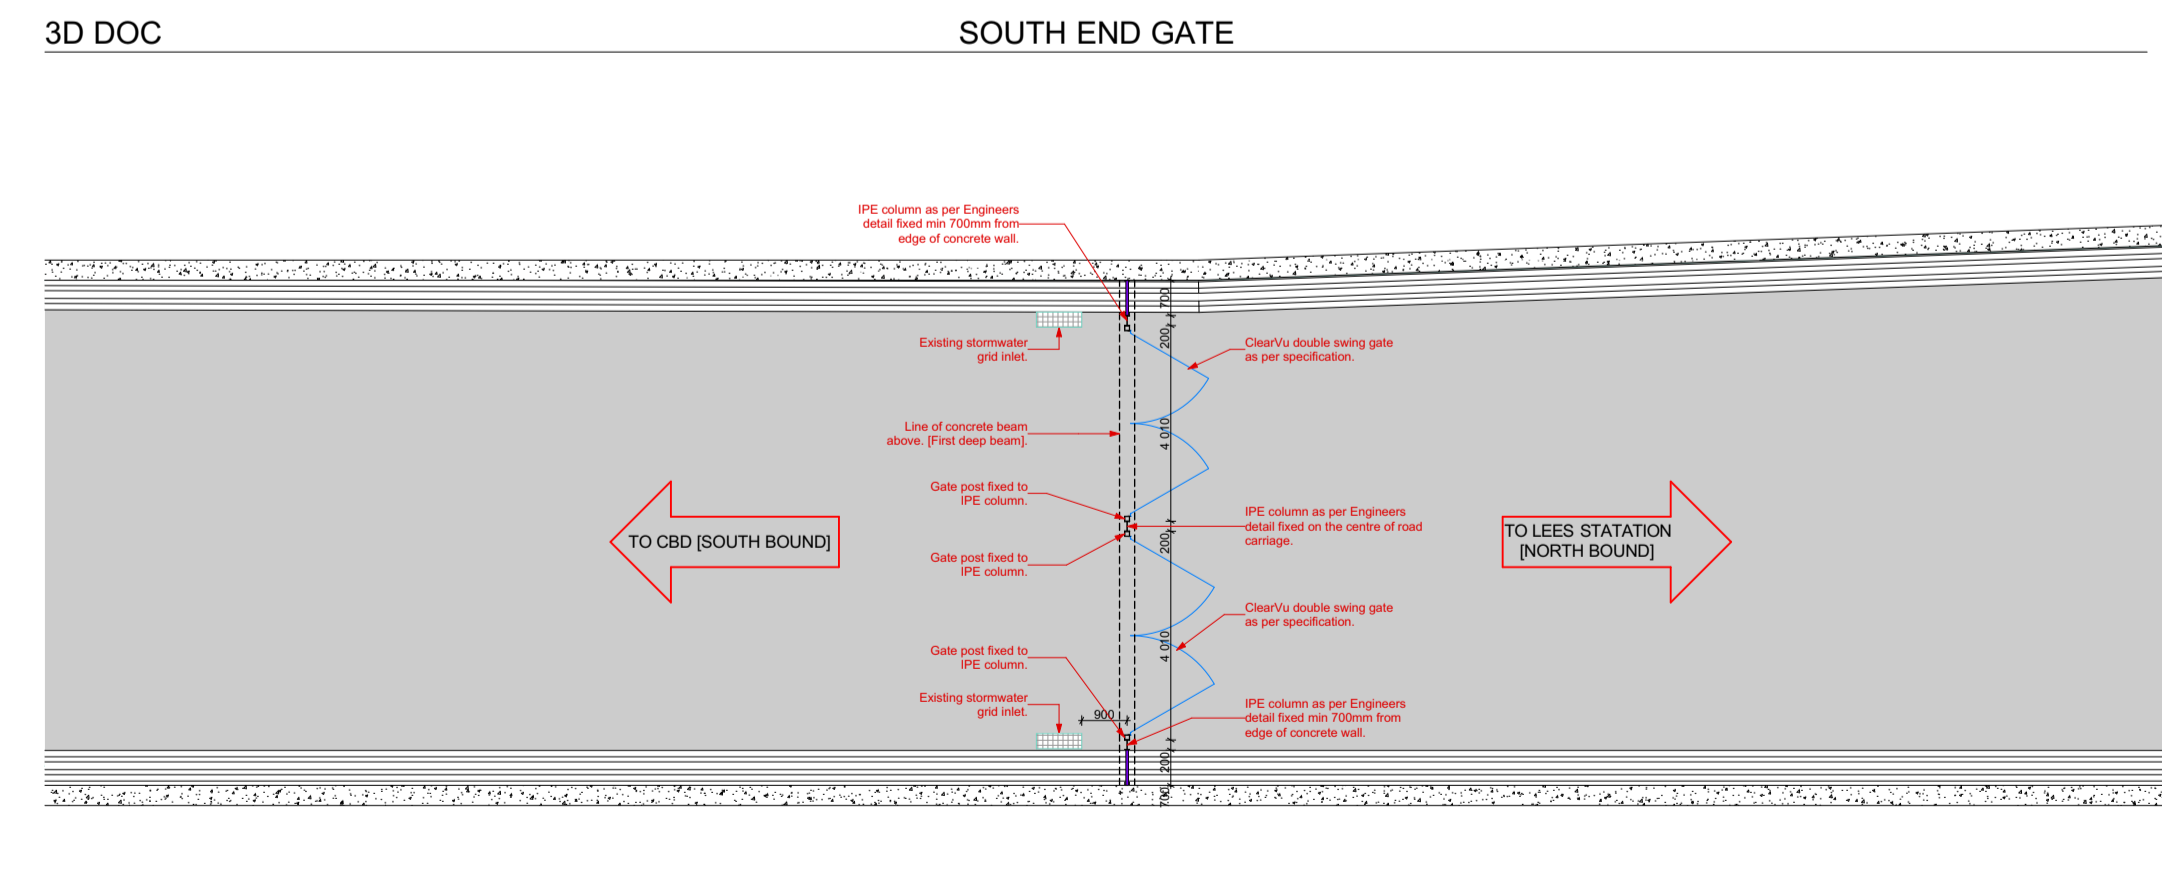 3D DOC
SOUTH END GATE
IPE column as per Engineers
detail fixed min 700mm from
edge of concrete wall.
700
200
Existing stormwater
grid inlet.
ClearVu double swing gate
as per specification.
Line of concrete beam
above. [First deep beam].
4 010
Gate post fixed to
IPE column.
IPE column as per Engineers
detail fixed on the centre of road
carriage.
200
Gate post fixed to
IPE column.
TO CBD [SOUTH BOUND]
TO LEES STATATION
[NORTH BOUND]
ClearVu double swing gate
as per specification.
4 010
Gate post fixed to
IPE column.
Existing stormwater
grid inlet.
900
IPE column as per Engineers
detail fixed min 700mm from
edge of concrete wall.
200
700